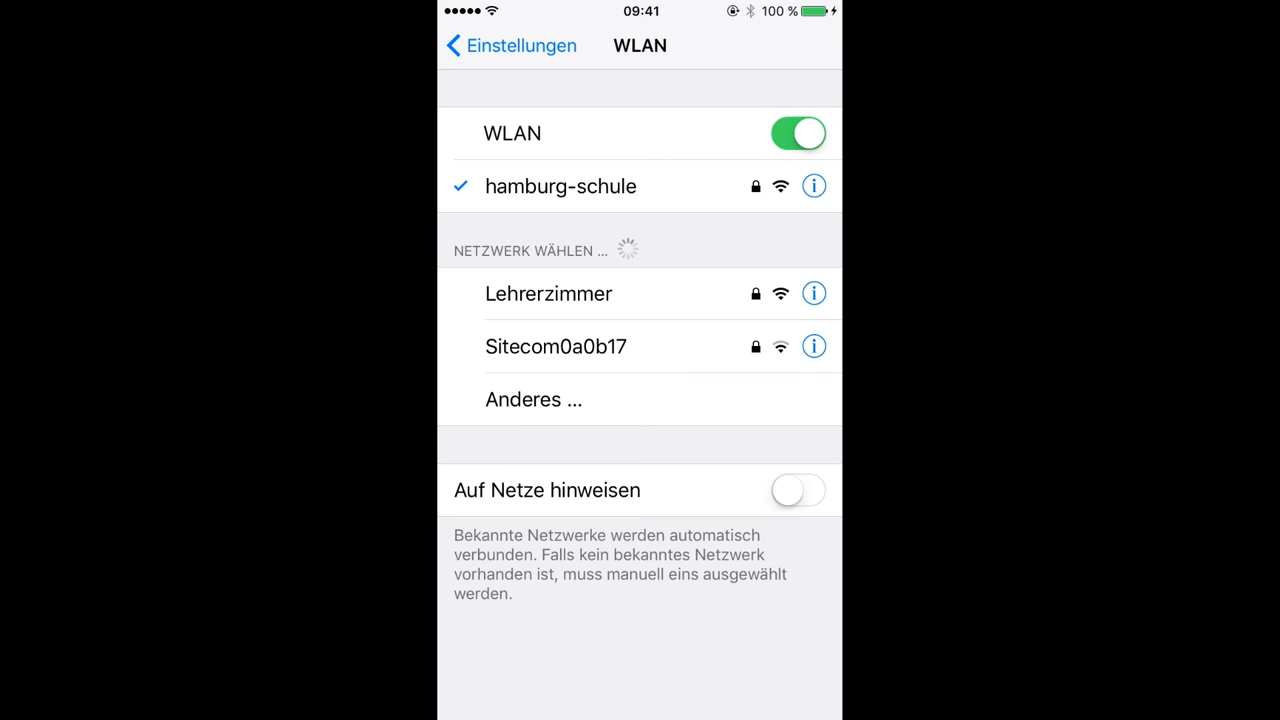 09:41
100 %
Einstellungen
WLAN
WLAN
hamburg-schule
NETZWERK WÄHLEN ...
Lehrerzimmer
Sitecom0a0b17
Anderes ...
Auf Netze hinweisen
Bekannte Netzwerke werden automatisch
verbunden. Falls kein bekanntes Netzwerk
vorhanden ist, muss manuell eins ausgewählt
werden.